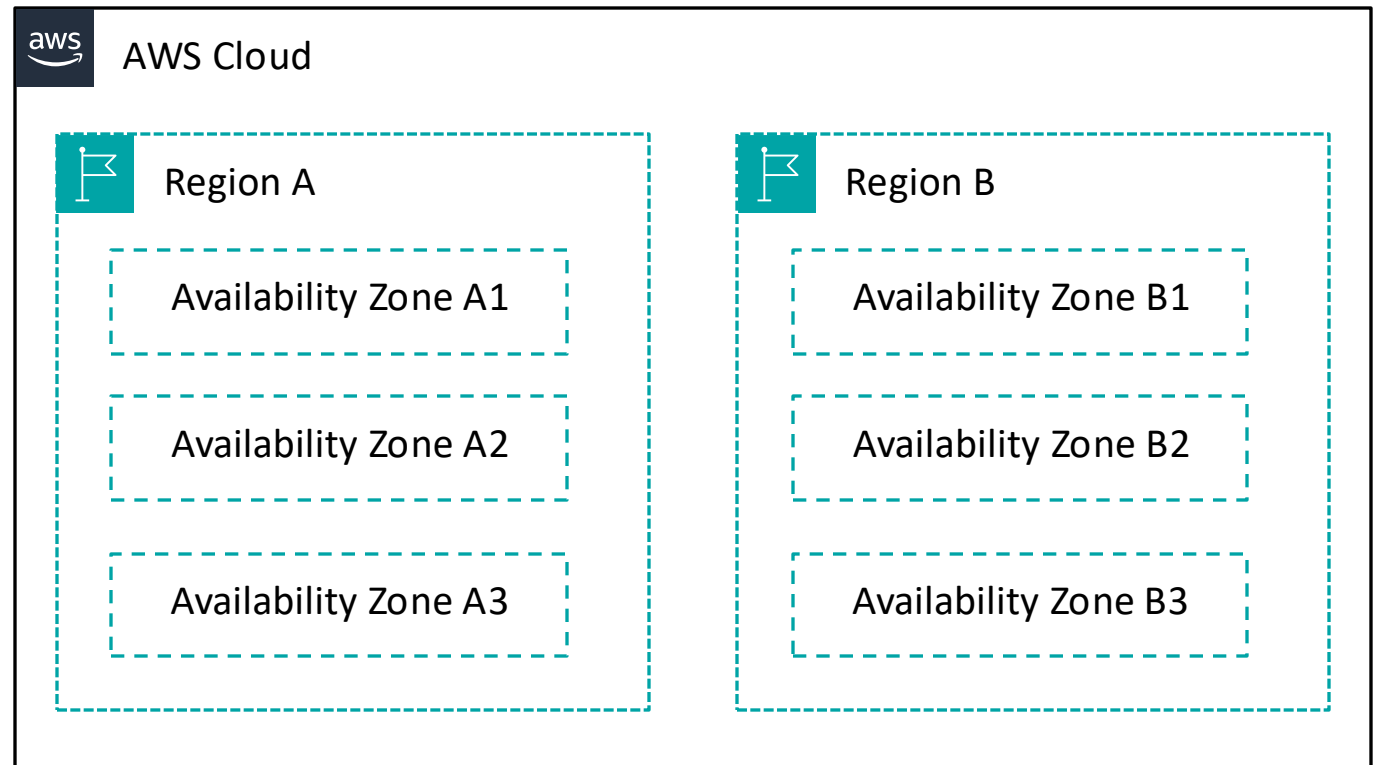 aws
AWS Cloud
Region A
Availability Zone A1
Availability Zone A2
Availability Zone A3
Region B
Availability Zone B1
Availability Zone B2
Availability Zone B3